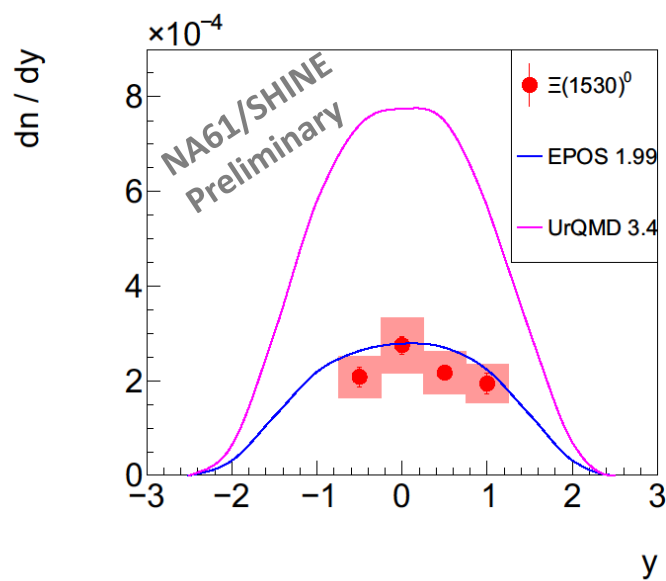 ×10⁻⁴
dn / dy
NA61/SHINE
Preliminary
Ξ(1530)⁰
EPOS 1.99
UrQMD 3.4
8
6
4
2
0
−3 −2 −1 0 1 2 3
y